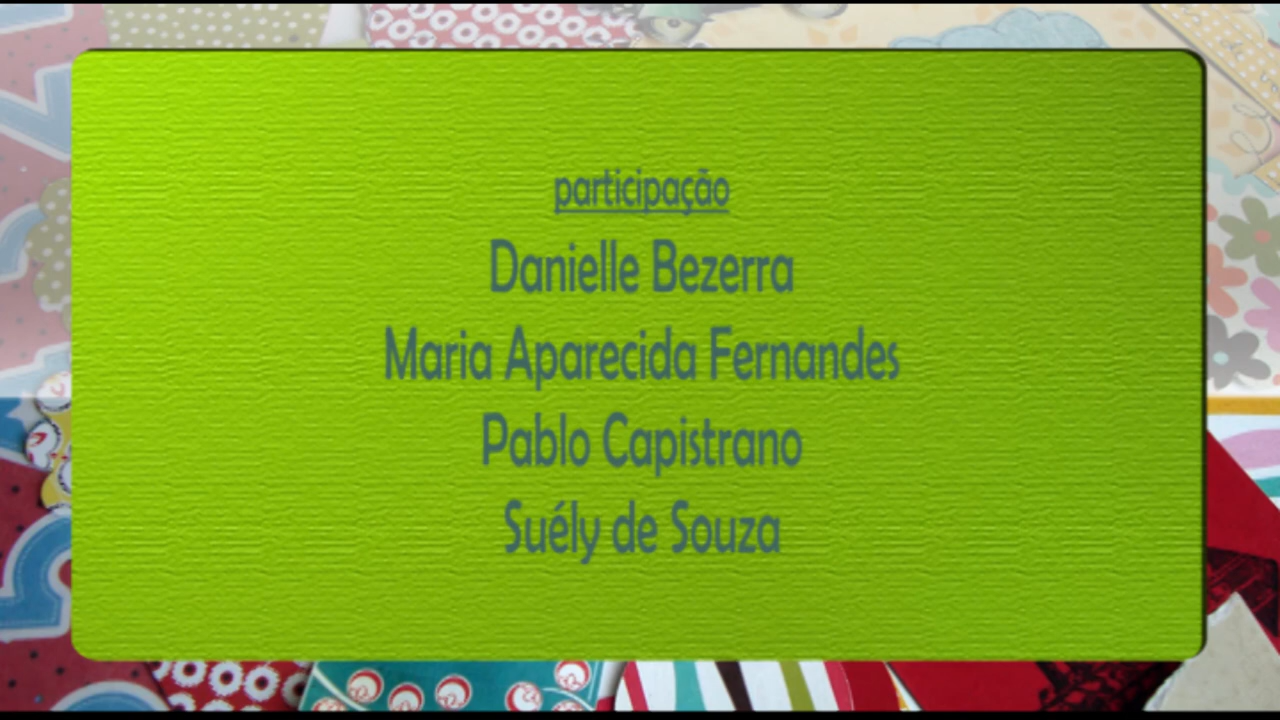 participação
Danielle Bezerra
Maria Aparecida Fernandes
Pablo Capistrano
Suély de Souza